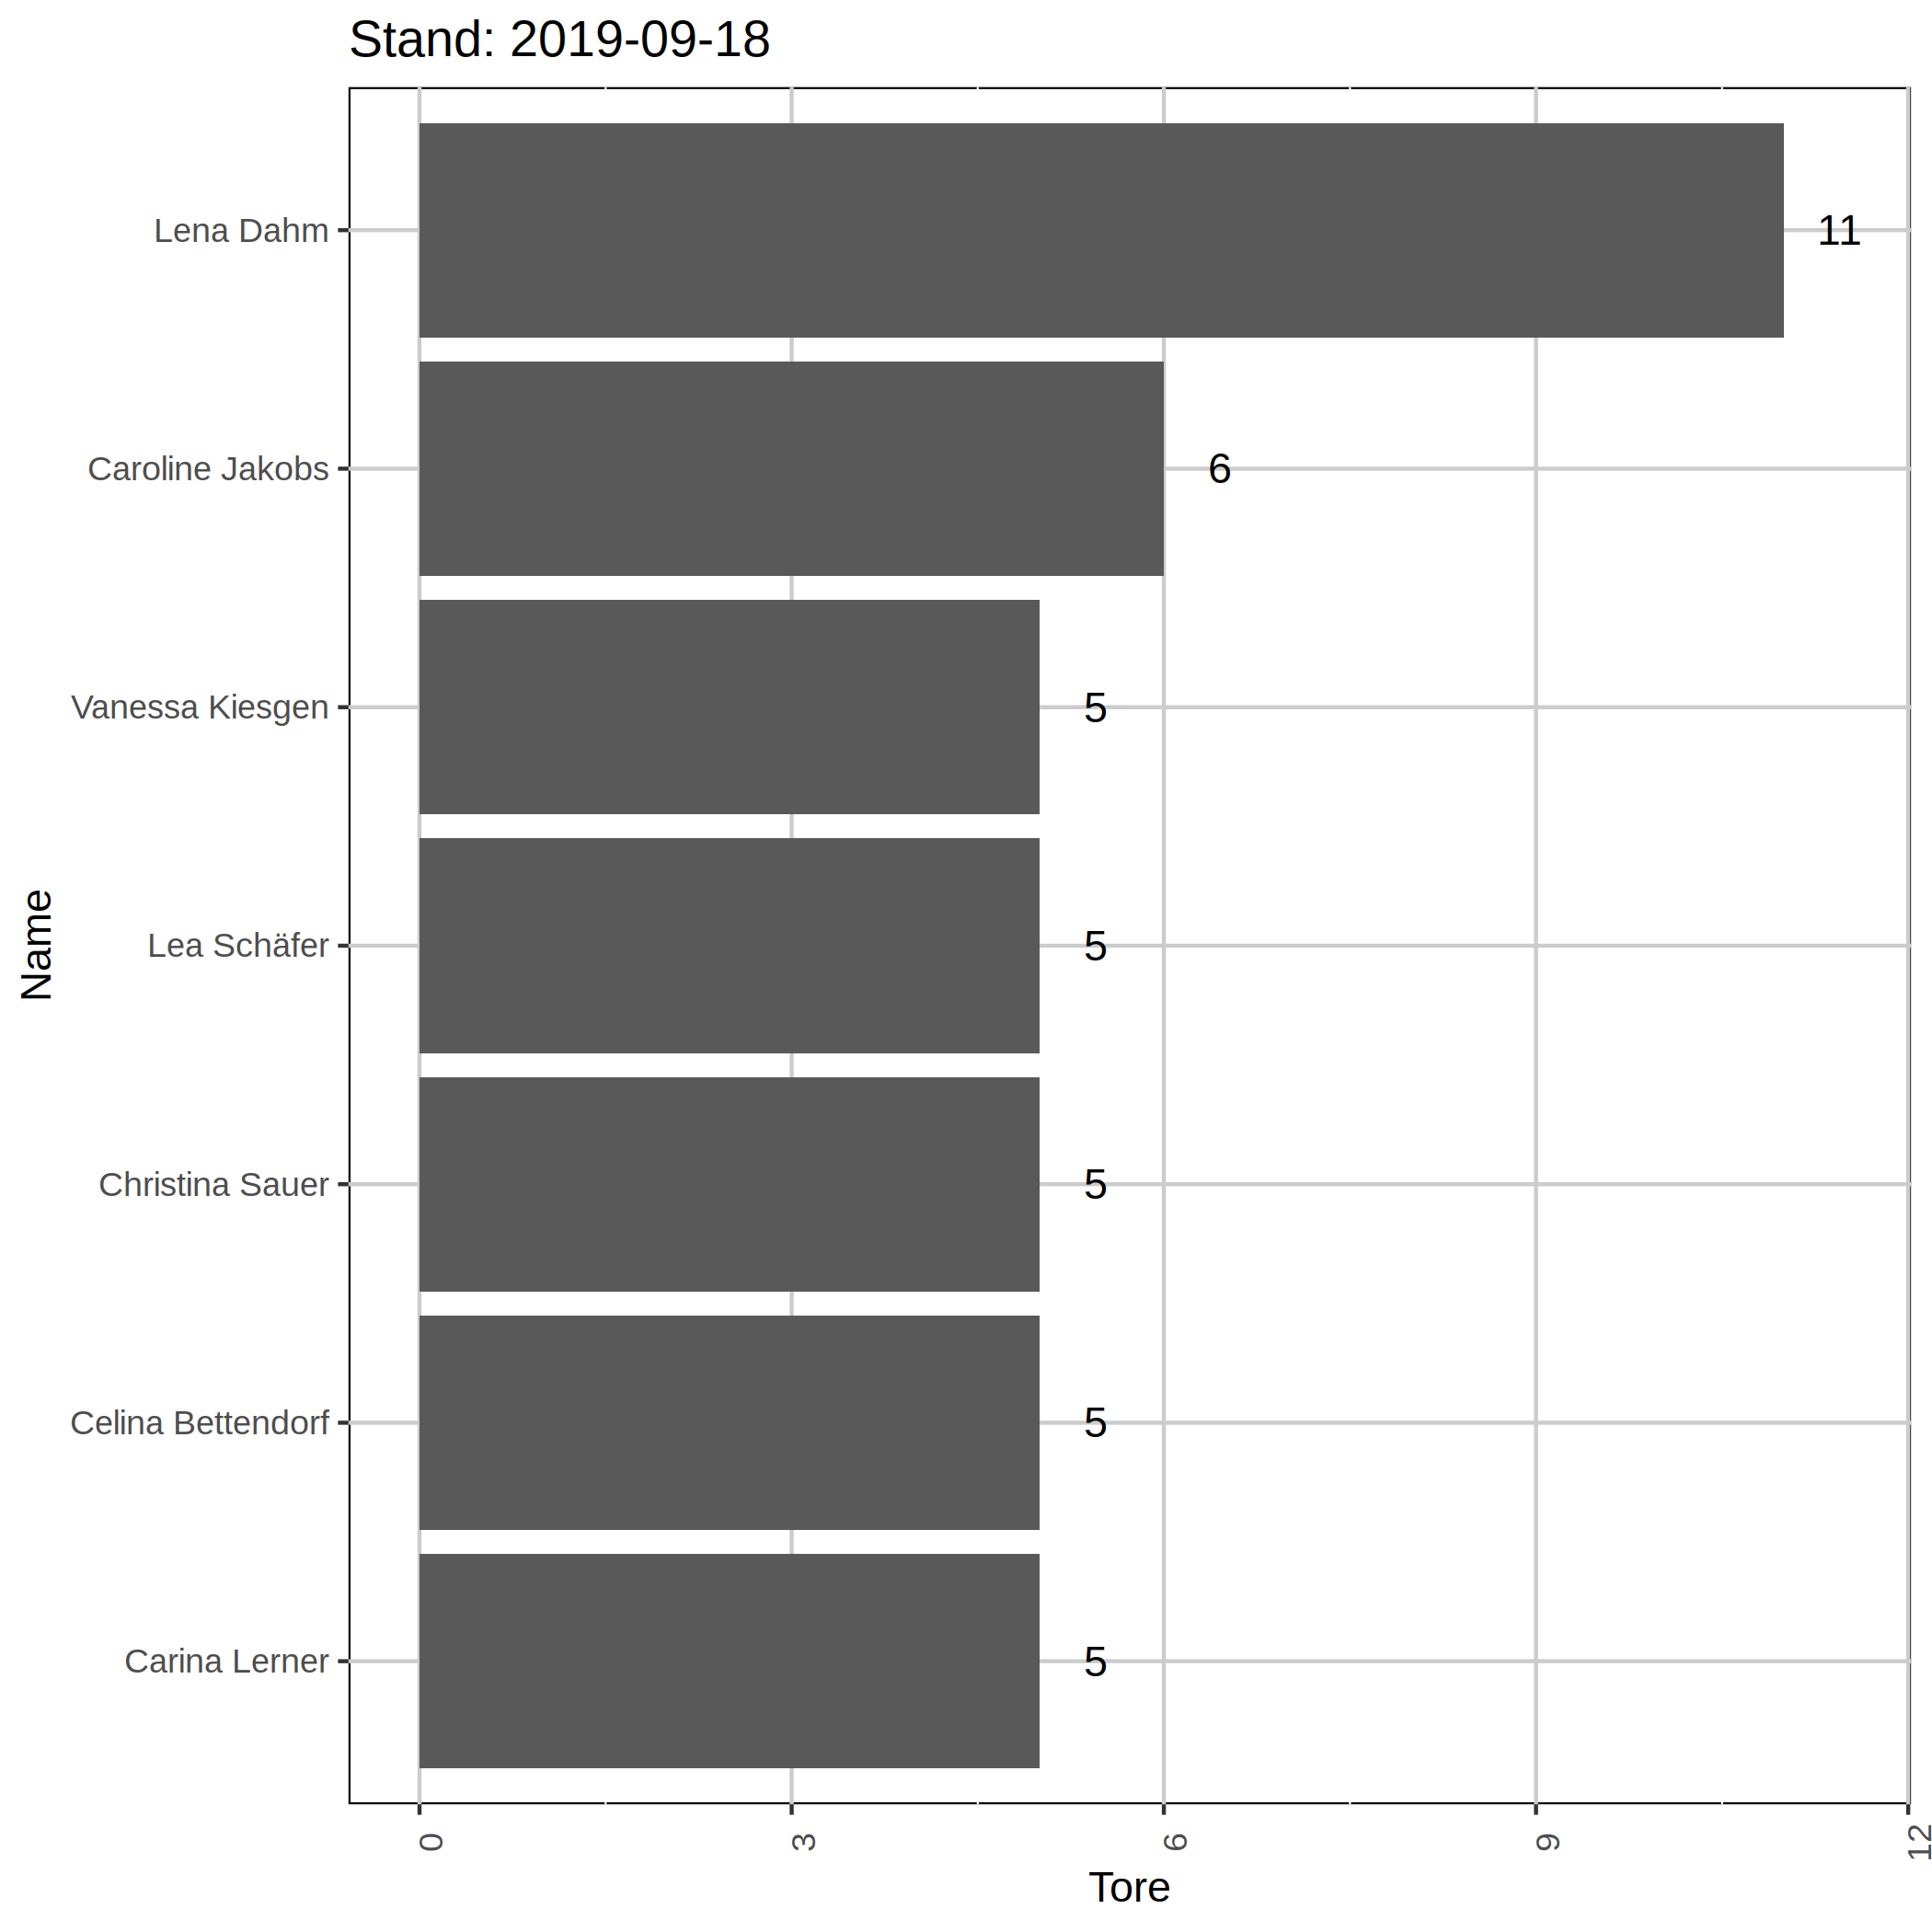 Stand: 2019-09-18
Lena Dahm
11
Caroline Jakobs
6
Vanessa Kiesgen
5
Lea Schäfer
5
Christina Sauer
5
Celina Bettendorf
5
Carina Lerner
5
Name
0
3
6
9
12
Tore